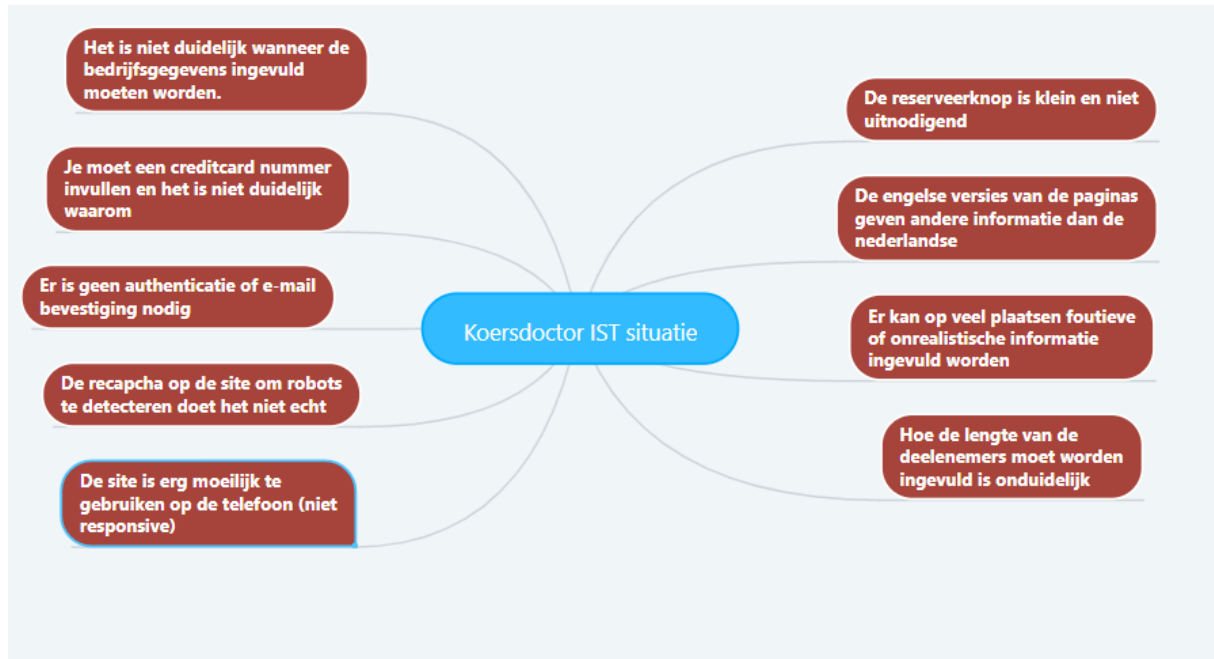 Het is niet duidelijk wanneer de
bedrijfsgegevens ingevuld
moeten worden.
Je moet een creditcard nummer
invullen en het is niet duidelijk
waarom
Er is geen authenticatie of e-mail
bevestiging nodig
De recapcha op de site om robots
te detecteren doet het niet echt
De site is erg moeilijk te
gebruiken op de telefoon (niet
responsive)
Koersdoctor IST situatie
De reserveerknop is klein en niet
uitnodigend
De engelse versies van de paginas
geven andere informatie dan de
nederlandse
Er kan op veel plaatsen foutieve
of onrealistische informatie
ingevuld worden
Hoe de lengte van de
deelenemers moet worden
ingevuld is onduidelijk